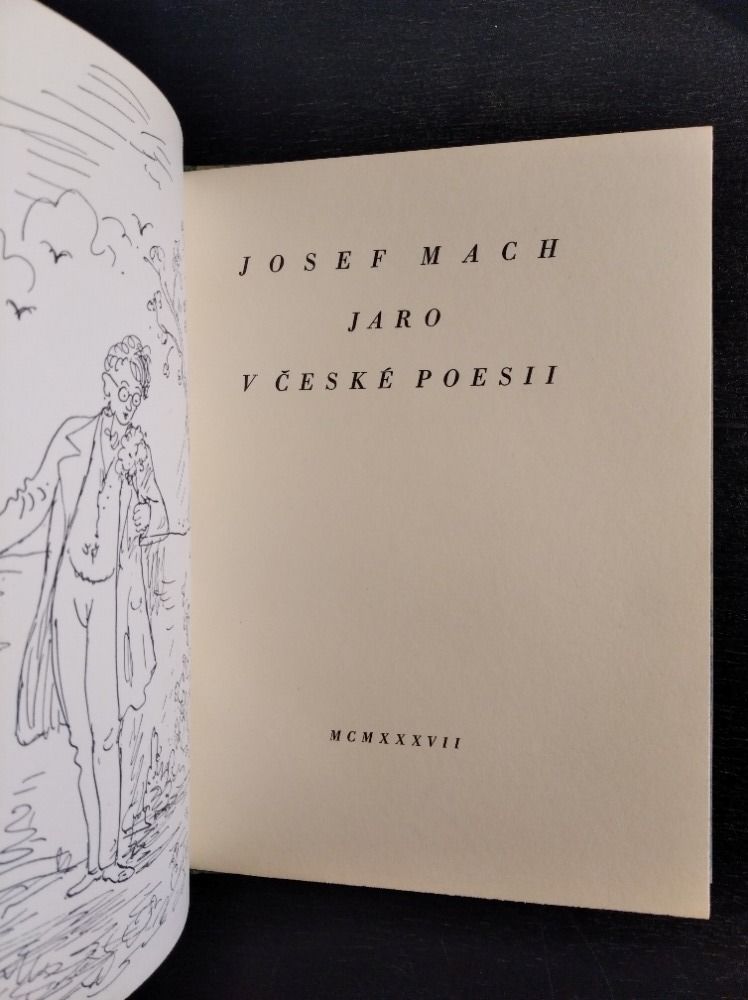 JOSEF MACH
JARO
V ČESKÉ POESII
MCMXXXVII